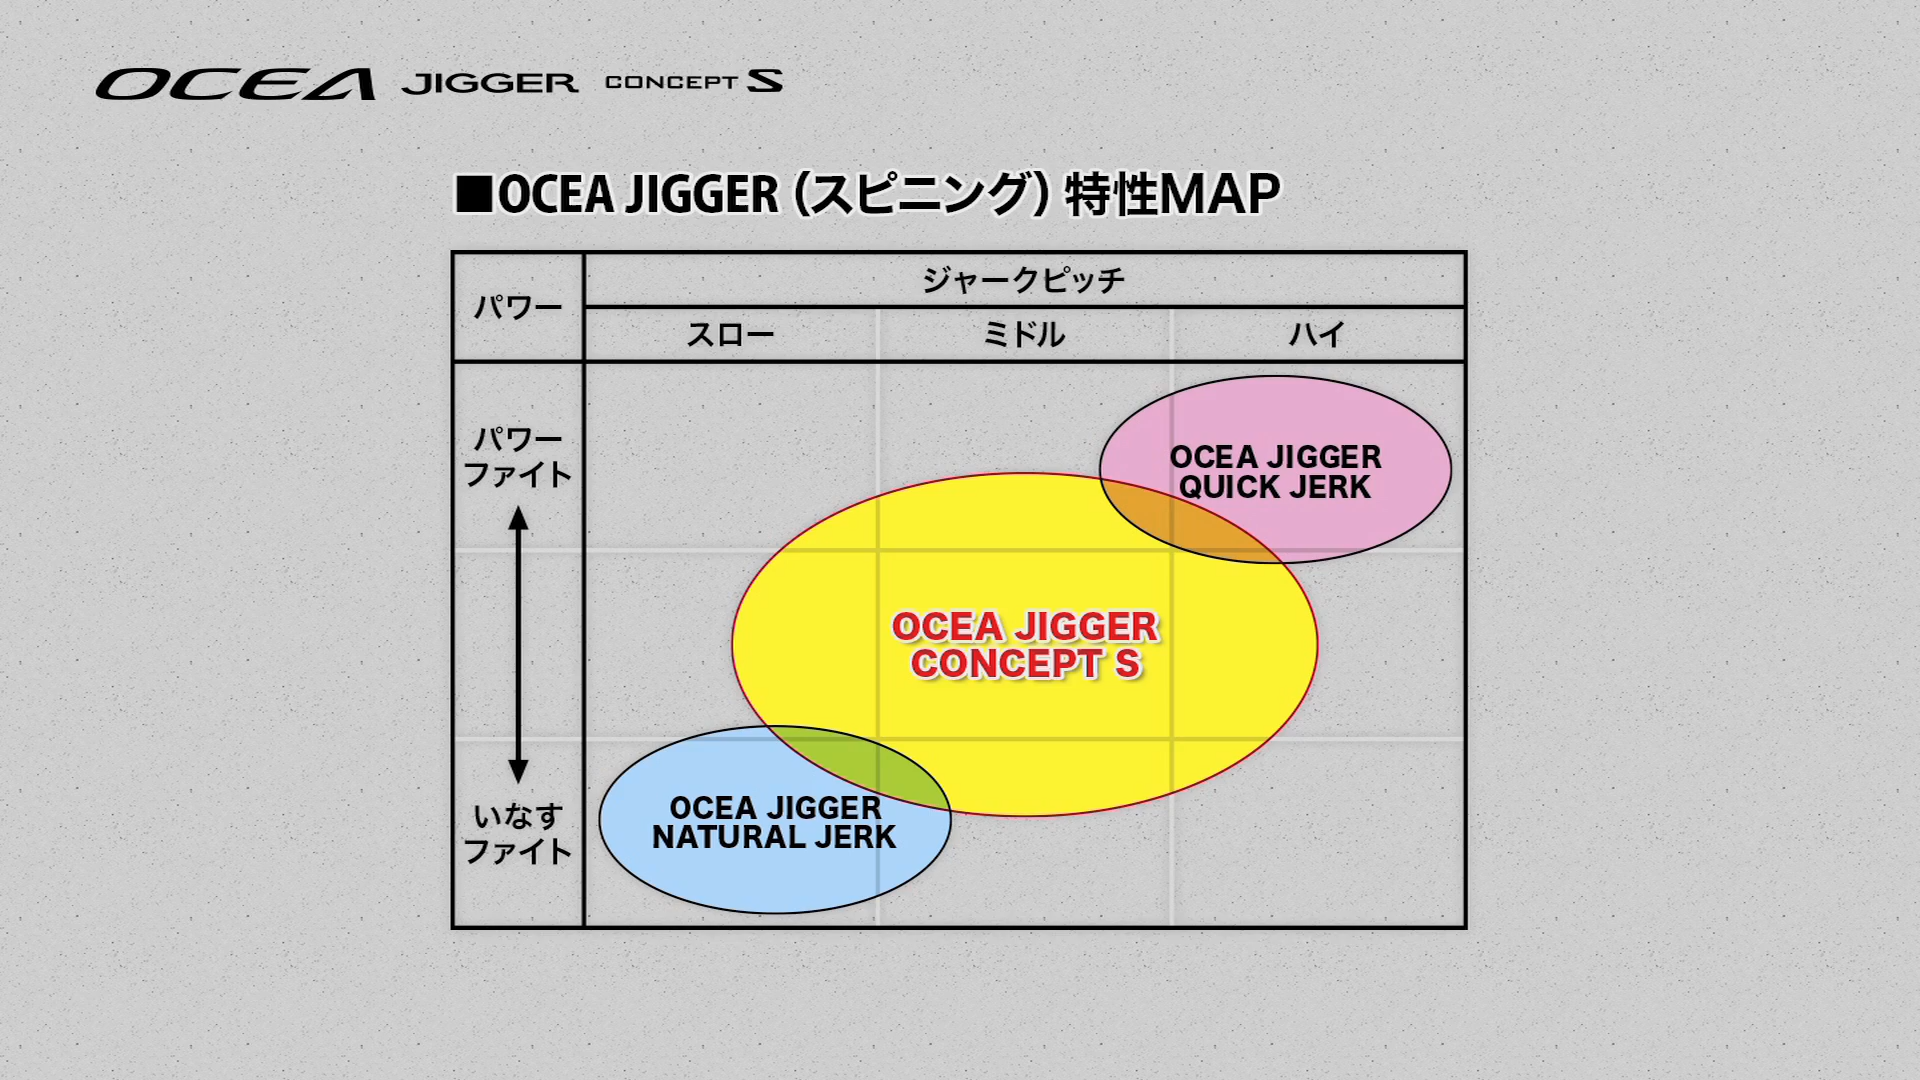 OCEA JIGGER CONCEPT S
■OCEA JIGGER（スピニング）特性MAP
パワー
ジャークピッチ
スロー
ミドル
ハイ
パワー
ファイト
OCEA JIGGER
QUICK JERK
OCEA JIGGER
CONCEPT S
いなす
ファイト
OCEA JIGGER
NATURAL JERK